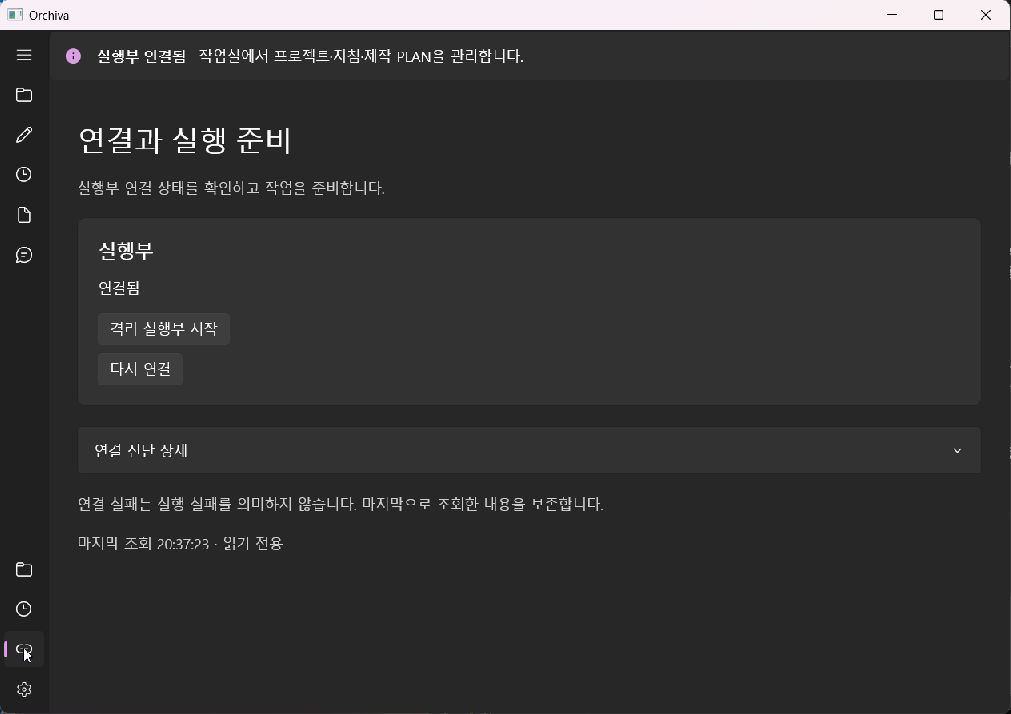 Orchiva
실행부 연결됨 작업실에서 프로젝트·지침·제작 PLAN을 관리합니다.
연결과 실행 준비
실행부 연결 상태를 확인하고 작업을 준비합니다.
실행부
연결됨
격리 실행부 시작
다시 연결
연결 진단 상세
연결 실패는 실행 실패를 의미하지 않습니다. 마지막으로 조회한 내용을 보존합니다.
마지막 조회 20:37:23 · 읽기 전용